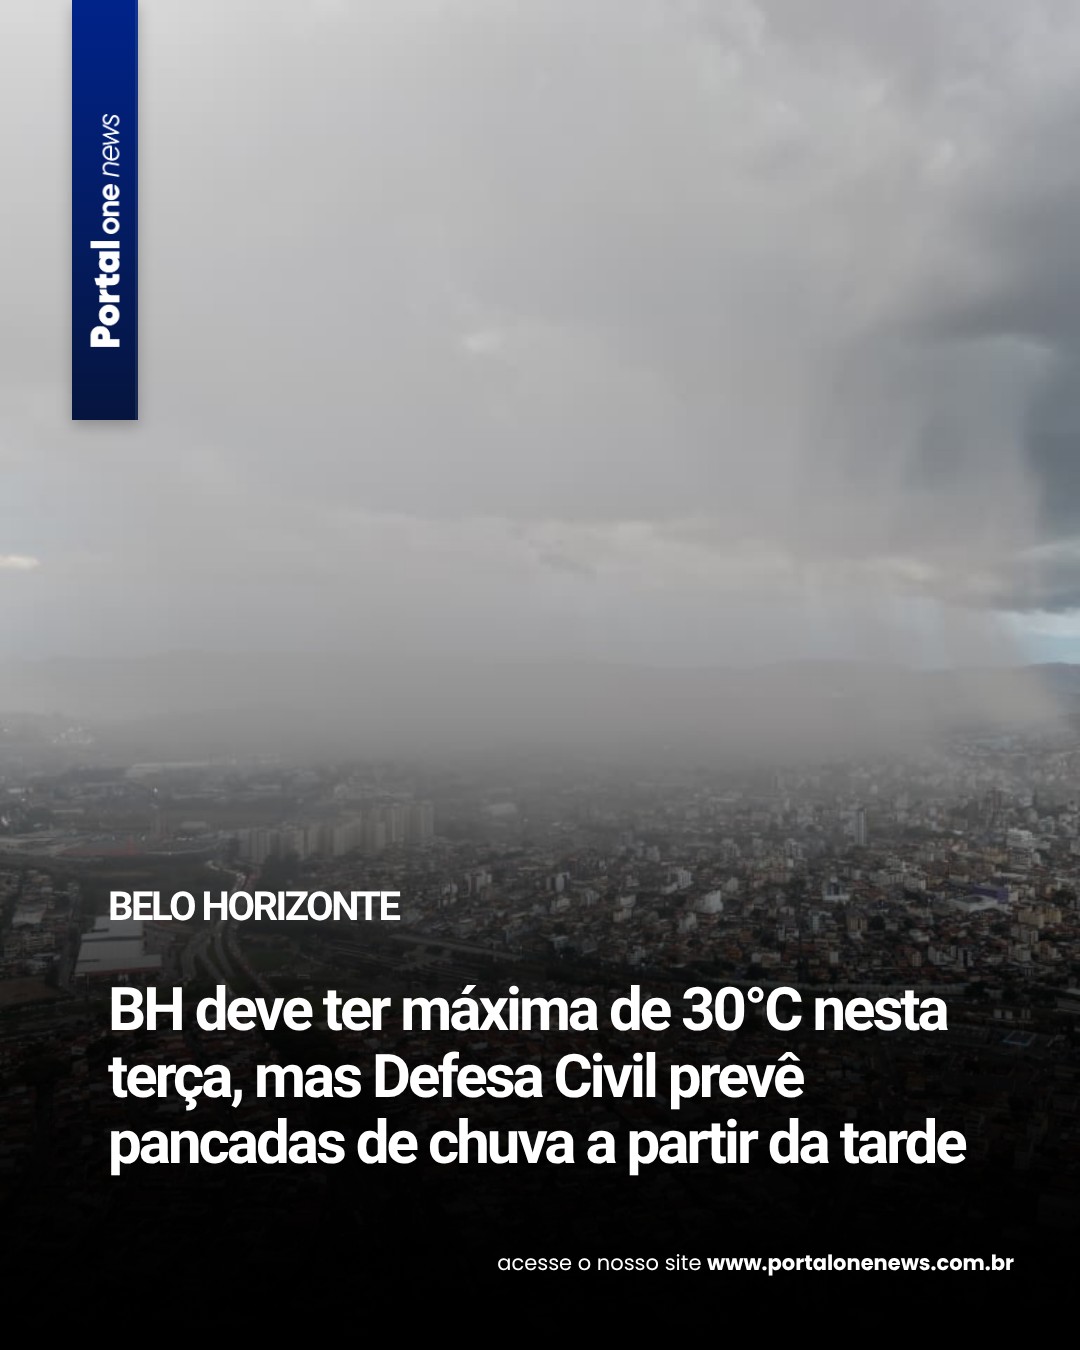 Portal one news
BELO HORIZONTE
BH deve ter máxima de 30°C nesta
terça, mas Defesa Civil prevê
pancadas de chuva a partir da tarde
acesse o nosso site www.portalonenews.com.br